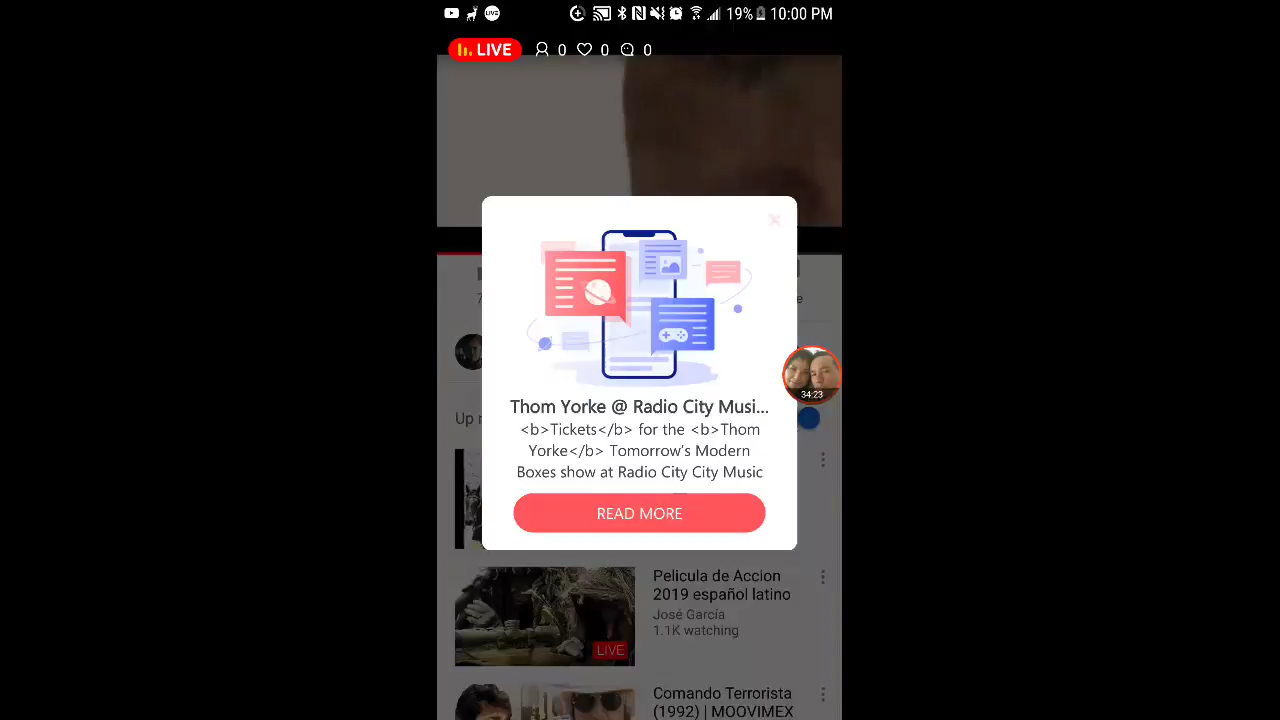 LIVE
19% 10:00 PM
LIVE 0 0 0
Thom Yorke @ Radio City Musi...
<b>Tickets</b> for the <b>Thom
Yorke</b> Tomorrow's Modern
Boxes show at Radio City City Music
READ MORE
34:23
Up
Pelicula de Accion
2019 español latino
José García
1.1K watching
LIVE
Comando Terrorista
(1992) | MOOVIMEX